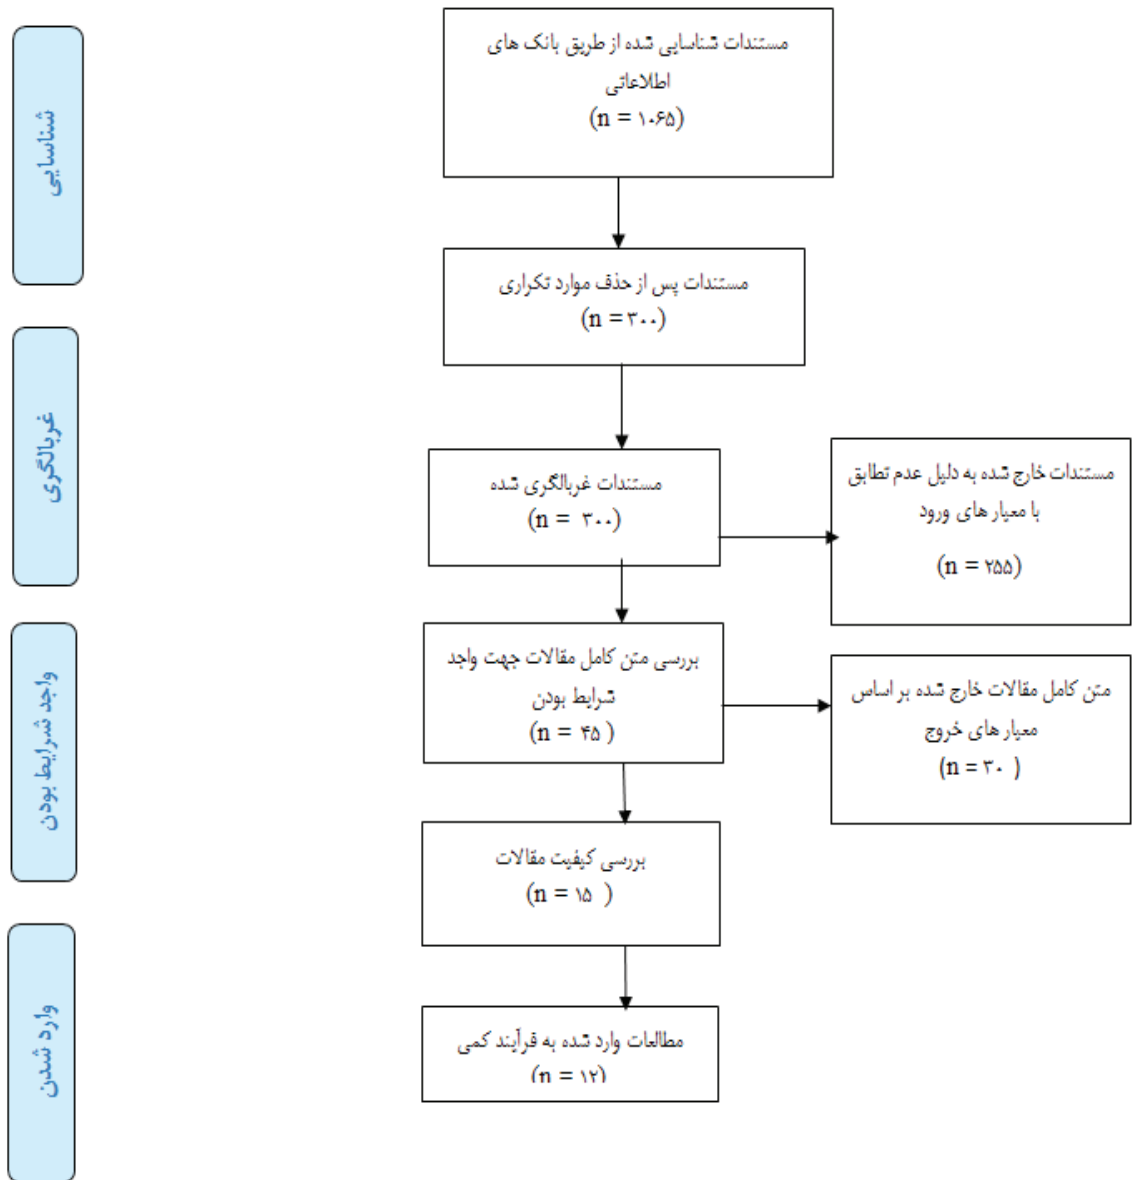 شناسایی
مستندات شناسایی شده از طریق بانک های
اطلاعاتی
(n = ۱۰۶۵)
مستندات پس از حذف موارد تکراری
(n = ۳۰۰)
غربالگری
مستندات غربالگری شده
(n = ۳۰۰)
مستندات خارج شده به دلیل عدم تطابق
با معیار های ورود
(n = ۲۵۵)
واجد شرایط بودن
بررسی متن کامل مقالات جهت واجد
شرایط بودن
(n = ۴۵ )
متن کامل مقالات خارج شده بر اساس
معیار های خروج
(n = ۳۰ )
بررسی کیفیت مقالات
(n = ۱۵ )
وارد شدن
مطالعات وارد شده به فرآیند کمی
(n = ۱۲)